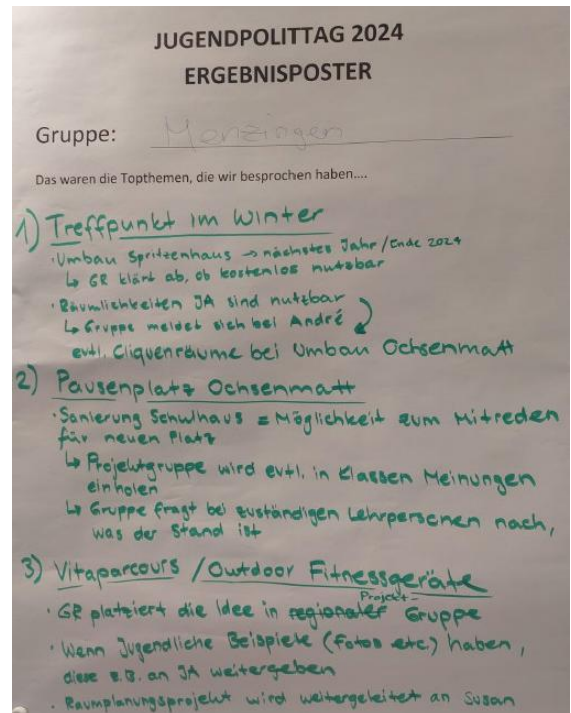 JUGENDPOLITTAG 2024
ERGEBNISPOSTER
Gruppe: Menzingen
Das waren die Topthemen, die wir besprochen haben....
1) Treffpunkt im Winter
· Umbau Spritzenhaus → nächstes Jahr / Ende 2024
↳ GR klärt ab, ob kostenlos nutzbar
· Räumlichkeiten JA sind nutzbar
↳ Gruppe meldet sich bei André
evtl. Cliquenräume bei Umbau Ochsenmatt
2) Pausenplatz Ochsenmatt
· Sanierung Schulhaus = Möglichkeit zum Mitreden
für neuen Platz
↳ Projektgruppe wird evtl. in Klassen Meinungen
einholen
↳ Gruppe fragt bei zuständigen Lehrpersonen nach,
was der Stand ist
3) Vitaparcours / Outdoor Fitnessgeräte
· GR platziert die Idee in regionaler Projekt-Gruppe
· Wenn Jugendliche Beispiele (Fotos etc.) haben,
diese z.B. an JA weitergeben
· Raumplanungsprojekt wird weitergeleitet an Susan